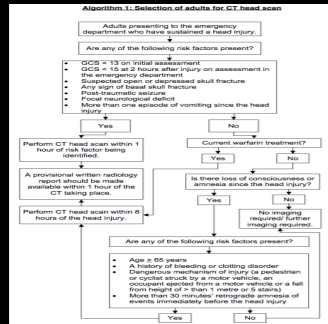 Algorithm 1: Selection of adults for CT head scan
Adults presenting to the emergency
department who have sustained a head injury.
Are any of the following risk factors present?
• GCS < 13 on initial assessment
• GCS < 15 at 2 hours after injury on assessment in
the emergency department
• Suspected open or depressed skull fracture
• Any sign of basal skull fracture
• Post-traumatic seizure
• Focal neurological deficit
• More than one episode of vomiting since the head
injury
Yes
No
Perform CT head scan within 1
hour of risk factor being
identified.
Current warfarin treatment?
Yes
No
A provisional written radiology
report should be made
available within 1 hour of the
CT taking place.
Is there loss of consciousness or
amnesia since the head injury?
Yes
No
Perform CT head scan within 8
hours of the head injury.
No imaging
required/ further
imaging required.
Are any of the following risk factors present?
• Age ≥ 65 years
• A history of bleeding or clotting disorder
• Dangerous mechanism of injury (a pedestrian
or cyclist struck by a motor vehicle, an
occupant ejected from a motor vehicle or a fall
from height of > than 1 metre or 5 stairs)
• More than 30 minutes' retrograde amnesia of
events immediately before the head injury
Yes
No